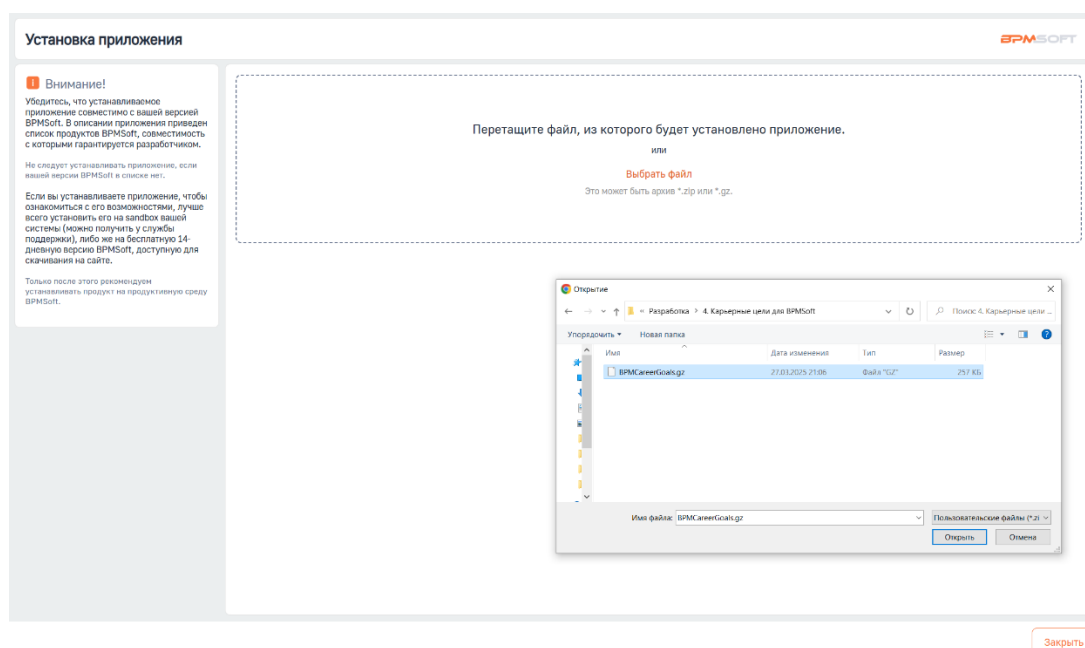 Установка приложения
BPMSOFT
Внимание!
Убедитесь, что устанавливаемое
приложение совместимо с вашей версией
BPMSoft. В описании приложения приведен
список продуктов BPMSoft, совместимость
с которыми гарантируется разработчиком.
Не следует устанавливать приложение, если
вашей версии BPMSoft в списке нет.
Если вы устанавливаете приложение, чтобы
ознакомиться с его возможностями, лучше
всего установить его на sandbox вашей
системы (можно получить у службы
поддержки), либо же на бесплатную 14-
дневную версию BPMSoft, доступную для
скачивания на сайте.
Только после этого рекомендуем
устанавливать продукт на продуктивную среду
BPMSoft.
Перетащите файл, из которого будет установлено приложение.
или
Выбрать файл
Это может быть архив *.zip или *.gz.
Открытие
« Разработка > 4. Карьерные цели для BPMSoft
Поиск: 4. Карьерные цели ...
Упорядочить
Новая папка
Имя Дата изменения Тип Размер
BPMCareerGoals.gz 27.03.2025 21:06 Файл "GZ" 257 КБ
Имя файла: BPMCareerGoals.gz
Пользовательские файлы (*.zi
Открыть Отмена
Закрыть